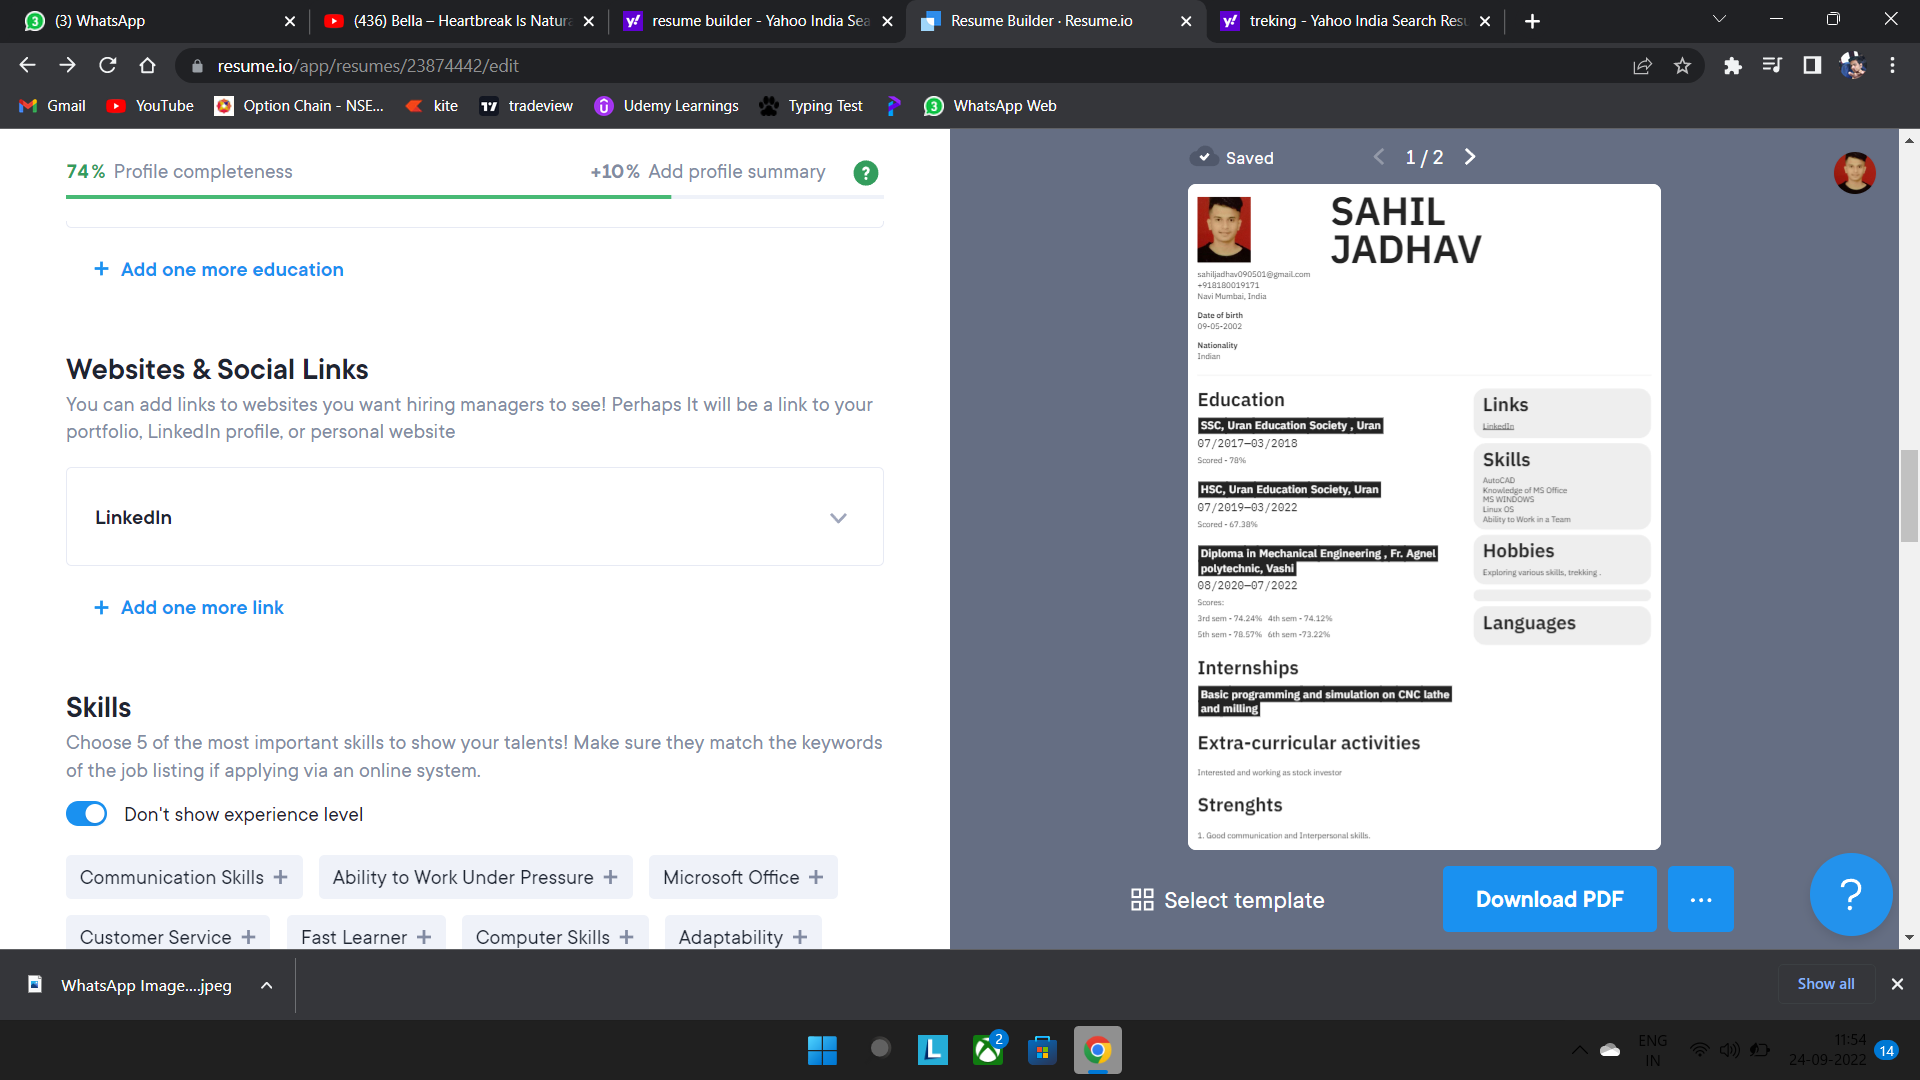 (3) WhatsApp
(436) Bella – Heartbreak Is Natura
resume builder - Yahoo India Sea
Resume Builder · Resume.io
treking - Yahoo India Search Resu
resume.io/app/resumes/23874442/edit
Gmail
YouTube
Option Chain - NSE...
kite
tradeview
Udemy Learnings
Typing Test
WhatsApp Web
74% Profile completeness
+10% Add profile summary
?
+ Add one more education
Websites & Social Links
You can add links to websites you want hiring managers to see! Perhaps It will be a link to your
portfolio, LinkedIn profile, or personal website
LinkedIn
+ Add one more link
Skills
Choose 5 of the most important skills to show your talents! Make sure they match the keywords
of the job listing if applying via an online system.
Don't show experience level
Communication Skills +
Ability to Work Under Pressure +
Microsoft Office +
Customer Service +
Fast Learner +
Computer Skills +
Adaptability +
Saved
1 / 2
SAHIL
JADHAV
sahiljadhav090501@gmail.com
+918180019171
Navi Mumbai, India
Date of birth
09-05-2002
Nationality
Indian
Education
SSC, Uran Education Society , Uran
07/2017—03/2018
Scored - 78%
HSC, Uran Education Society, Uran
07/2019—03/2022
Scored - 67.38%
Diploma in Mechanical Engineering , Fr. Agnel
polytechnic, Vashi
08/2020—07/2022
Scores:
3rd sem - 74.24% 4th sem - 74.12%
5th sem - 78.57% 6th sem -73.22%
Internships
Basic programming and simulation on CNC lathe
and milling
Extra-curricular activities
Interested and working as stock investor
Strenghts
1. Good communication and Interpersonal skills.
Links
LinkedIn
Skills
AutoCAD
Knowledge of MS Office
MS WINDOWS
Linux OS
Ability to Work in a Team
Hobbies
Exploring various skills, trekking .
Languages
Select template
Download PDF
...
?
WhatsApp Image....jpeg
Show all
L
2
ENG
IN
11:54
24-09-2022
14